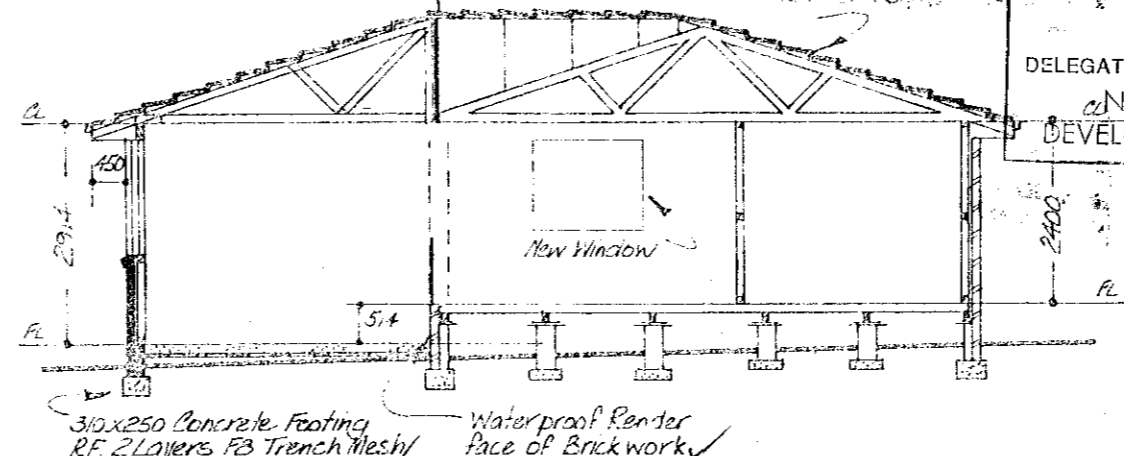 DELEGAT
CL
CL N
DEVEL
450
2914
2400
New Window
514
FL
FL
310x250 Concrete Footing
R.F. 2 Layers F8 Trench Mesh
Waterproof Render
face of Brickwork